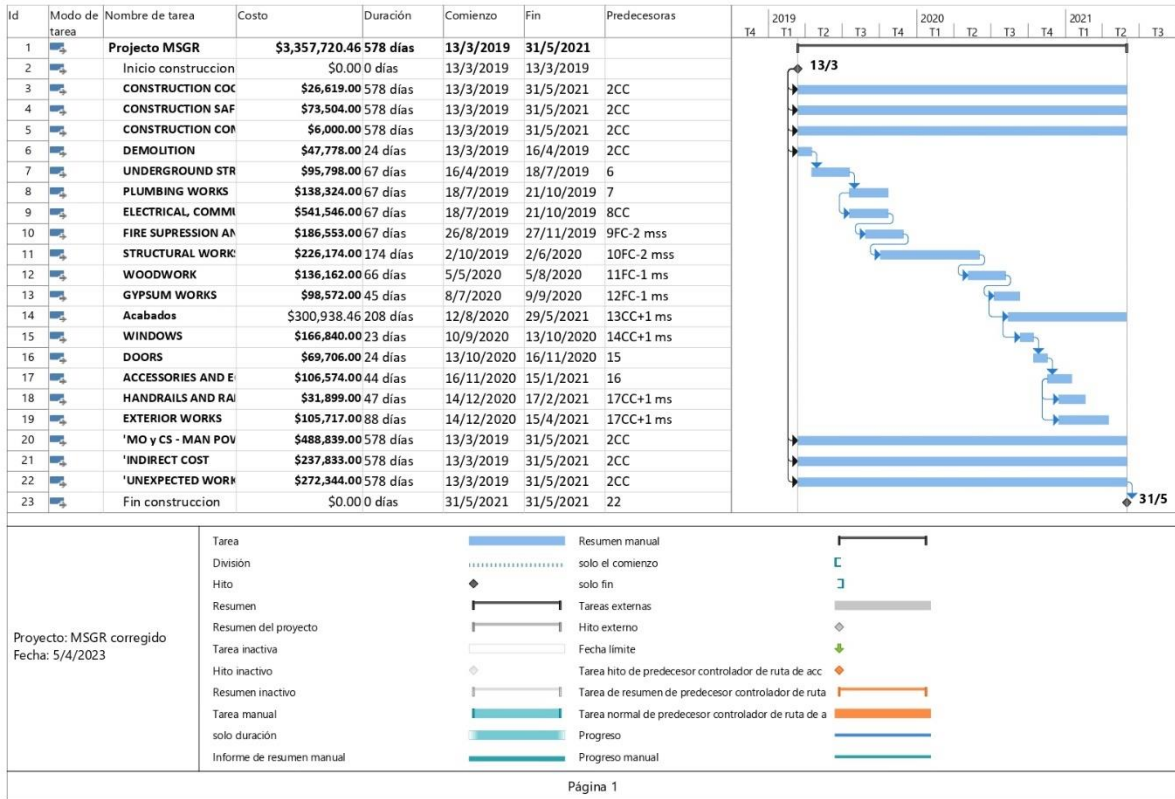 Id Modo de tarea Nombre de tarea Costo Duración Comienzo Fin Predecesoras
2019 2020 2021
T4 T1 T2 T3 T4 T1 T2 T3 T4 T1 T2 T3
1 Projecto MSGR $3,357,720.46 578 días 13/3/2019 31/5/2021
2 Inicio construccion $0.00 0 días 13/3/2019 13/3/2019
13/3
3 CONSTRUCTION COC $26,619.00 578 días 13/3/2019 31/5/2021 2CC
4 CONSTRUCTION SAF $73,504.00 578 días 13/3/2019 31/5/2021 2CC
5 CONSTRUCTION CON $6,000.00 578 días 13/3/2019 31/5/2021 2CC
6 DEMOLITION $47,778.00 24 días 13/3/2019 16/4/2019 2CC
7 UNDERGROUND STR $95,798.00 67 días 16/4/2019 18/7/2019 6
8 PLUMBING WORKS $138,324.00 67 días 18/7/2019 21/10/2019 7
9 ELECTRICAL, COMMU $541,546.00 67 días 18/7/2019 21/10/2019 8CC
10 FIRE SUPRESSION AN $186,553.00 67 días 26/8/2019 27/11/2019 9FC-2 mss
11 STRUCTURAL WORKS $226,174.00 174 días 2/10/2019 2/6/2020 10FC-2 mss
12 WOODWORK $136,162.00 66 días 5/5/2020 5/8/2020 11FC-1 ms
13 GYPSUM WORKS $98,572.00 45 días 8/7/2020 9/9/2020 12FC-1 ms
14 Acabados $300,938.46 208 días 12/8/2020 29/5/2021 13CC+1 ms
15 WINDOWS $166,840.00 23 días 10/9/2020 13/10/2020 14CC+1 ms
16 DOORS $69,706.00 24 días 13/10/2020 16/11/2020 15
17 ACCESSORIES AND E $106,574.00 44 días 16/11/2020 15/1/2021 16
18 HANDRAILS AND RAI $31,899.00 47 días 14/12/2020 17/2/2021 17CC+1 ms
19 EXTERIOR WORKS $105,717.00 88 días 14/12/2020 15/4/2021 17CC+1 ms
20 'MO y CS - MAN POW $488,839.00 578 días 13/3/2019 31/5/2021 2CC
21 'INDIRECT COST $237,833.00 578 días 13/3/2019 31/5/2021 2CC
22 'UNEXPECTED WORK $272,344.00 578 días 13/3/2019 31/5/2021 2CC
23 Fin construccion $0.00 0 días 31/5/2021 31/5/2021 22
31/5
Proyecto: MSGR corregido
Fecha: 5/4/2023
Tarea
División
Hito
Resumen
Resumen del proyecto
Tarea inactiva
Hito inactivo
Resumen inactivo
Tarea manual
solo duración
Informe de resumen manual
Resumen manual
solo el comienzo
solo fin
Tareas externas
Hito externo
Fecha límite
Tarea hito de predecesor controlador de ruta de acc
Tarea de resumen de predecesor controlador de ruta
Tarea normal de predecesor controlador de ruta de a
Progreso
Progreso manual
Página 1